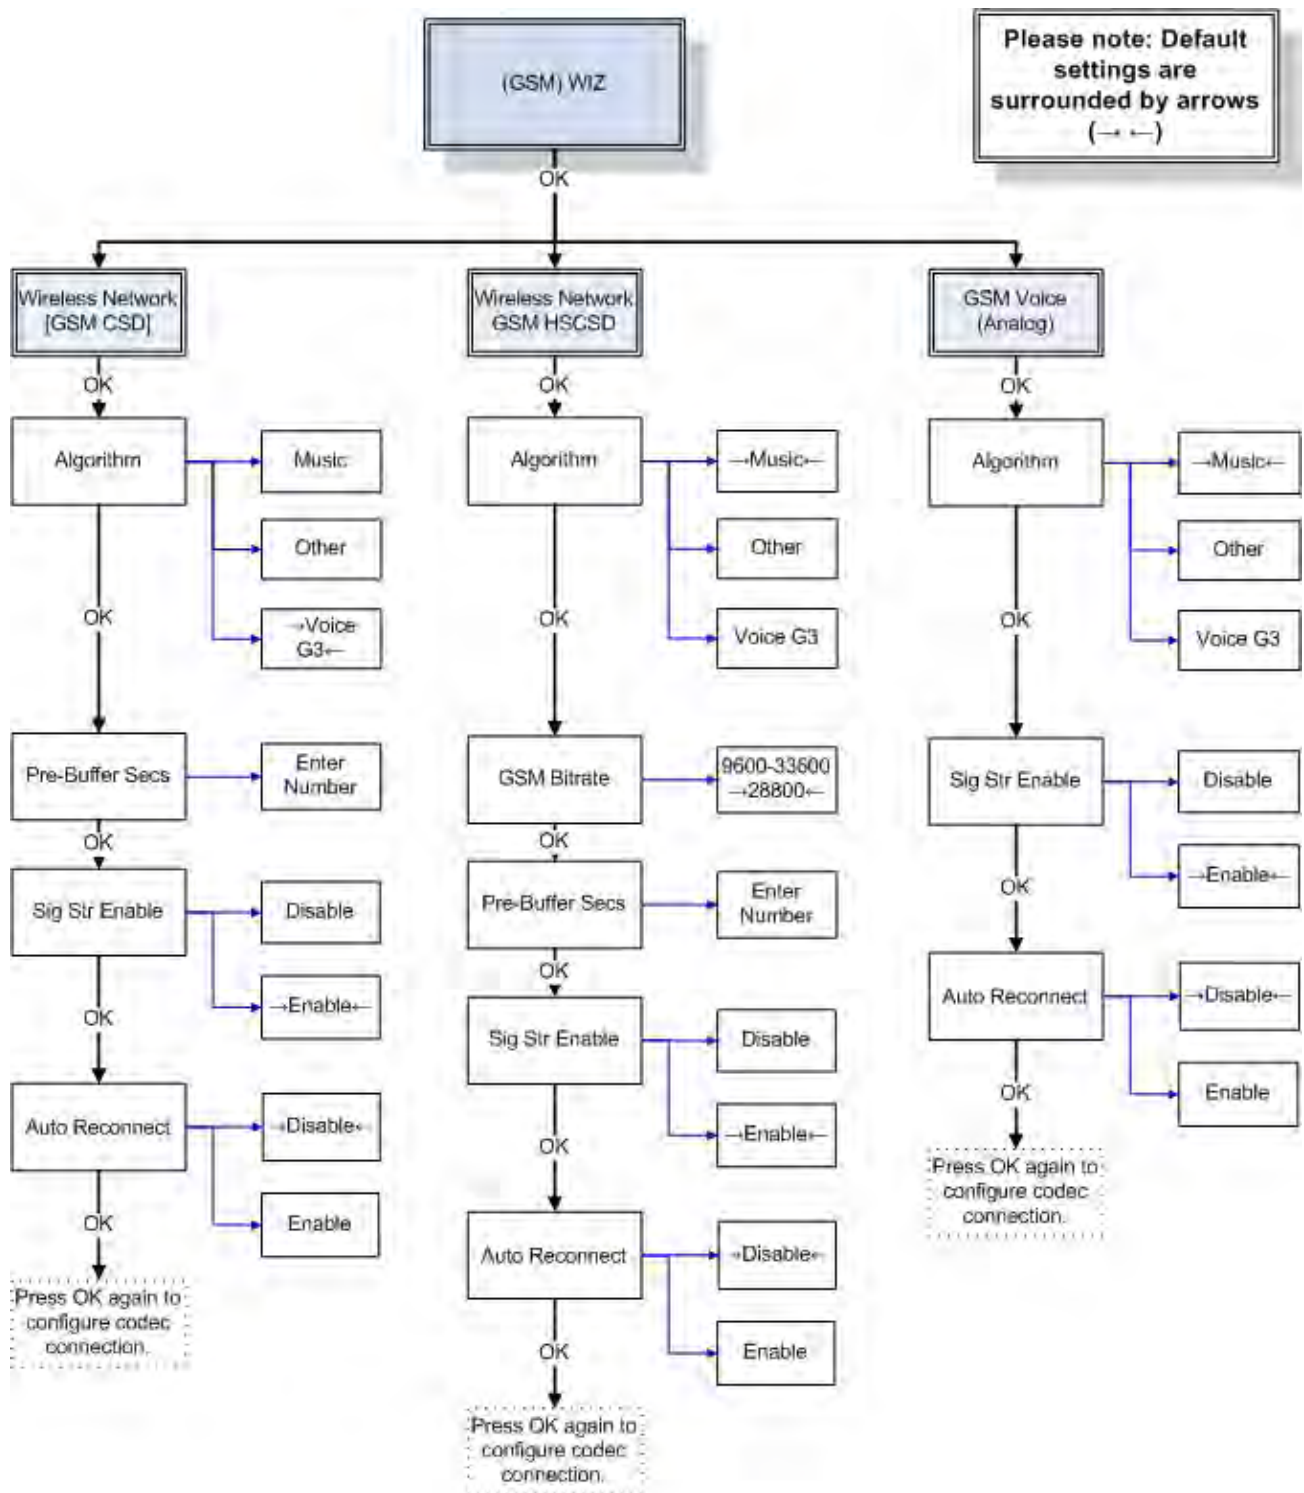 (GSM) WIZ
Please note: Default
settings are
surrounded by arrows
(→ ←)
OK
Wireless Network
[GSM CSD]
OK
Algorithm
Music
Other
→Voice
G3←
OK
Pre-Buffer Secs
Enter
Number
OK
Sig Str Enable
Disable
→Enable←
OK
Auto Reconnect
→Disable←
Enable
OK
Press OK again to
configure codec
connection.
Wireless Network
GSM HSCSD
OK
Algorithm
→Music←
Other
Voice G3
OK
GSM Bitrate
9600-33600
→28800←
OK
Pre-Buffer Secs
Enter
Number
OK
Sig Str Enable
Disable
→Enable←
OK
Auto Reconnect
→Disable←
Enable
OK
Press OK again to
configure codec
connection.
GSM Voice
(Analog)
OK
Algorithm
→Music←
Other
Voice G3
OK
Sig Str Enable
Disable
→Enable←
OK
Auto Reconnect
→Disable←
Enable
OK
Press OK again to
configure codec
connection.